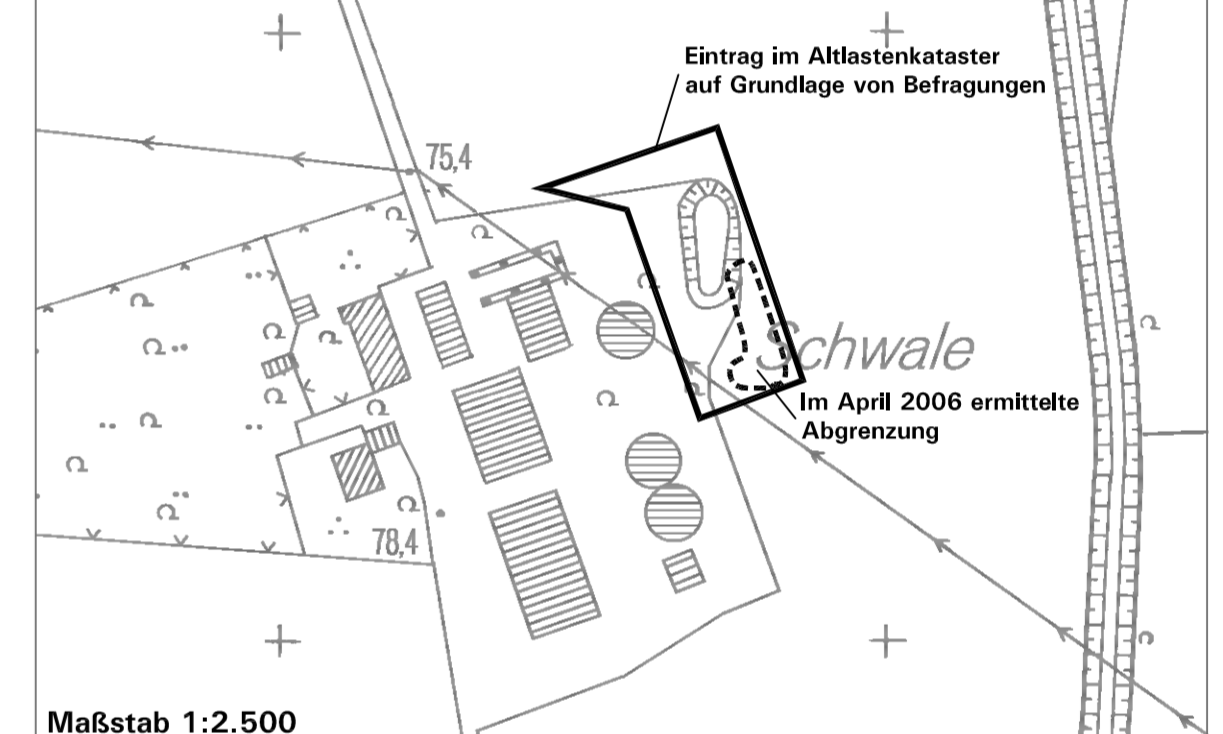 Eintrag im Altlastenkataster
auf Grundlage von Befragungen
75,4
Schwale
Im April 2006 ermittelte
Abgrenzung
78,4
Maßstab 1:2.500